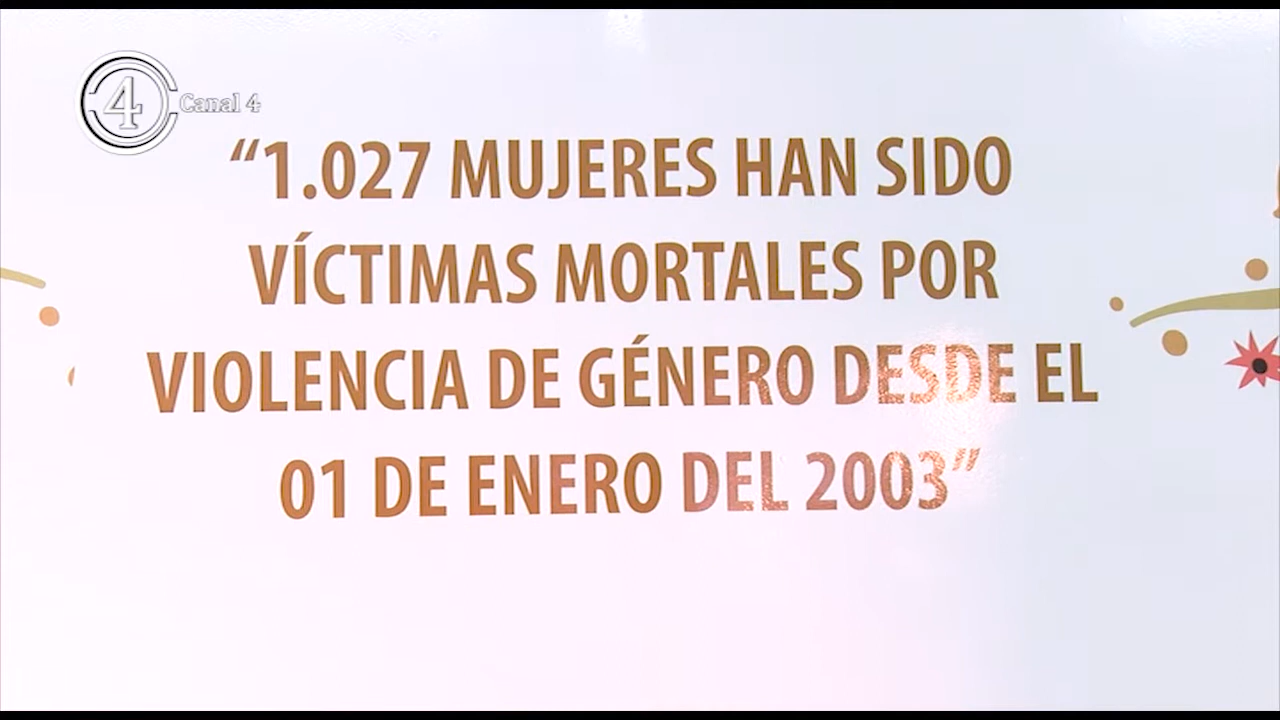 4 Canal 4
“1.027 MUJERES HAN SIDO
VÍCTIMAS MORTALES POR
VIOLENCIA DE GÉNERO DESDE EL
01 DE ENERO DEL 2003”